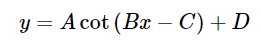 y = A cot (Bx − C) + D